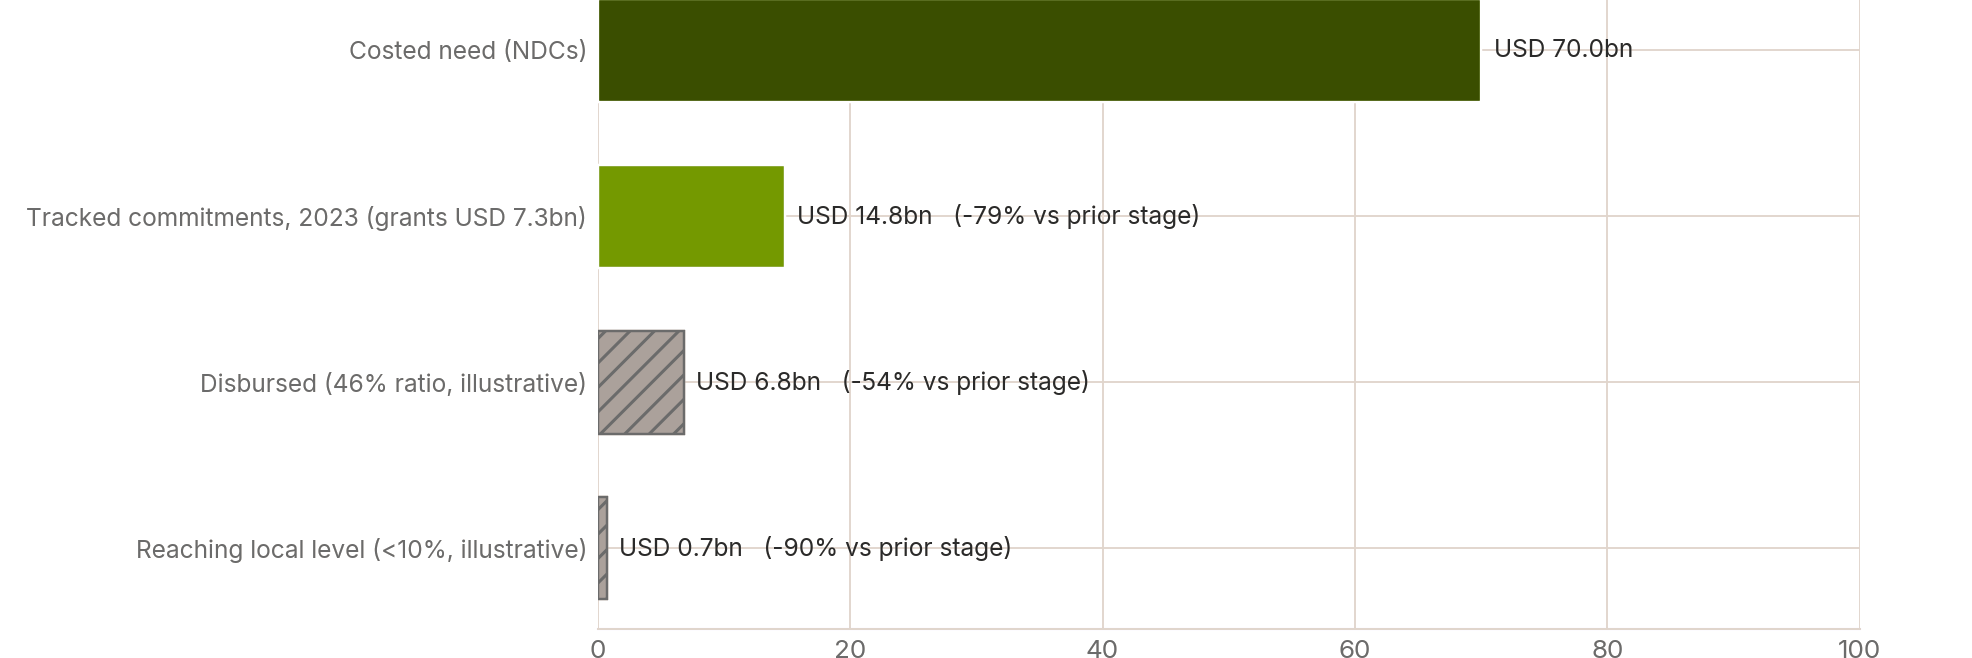 Costed need (NDCs) USD 70.0bn
Tracked commitments, 2023 (grants USD 7.3bn) USD 14.8bn (-79% vs prior stage)
Disbursed (46% ratio, illustrative) USD 6.8bn (-54% vs prior stage)
Reaching local level (<10%, illustrative) USD 0.7bn (-90% vs prior stage)
0 20 40 60 80 100